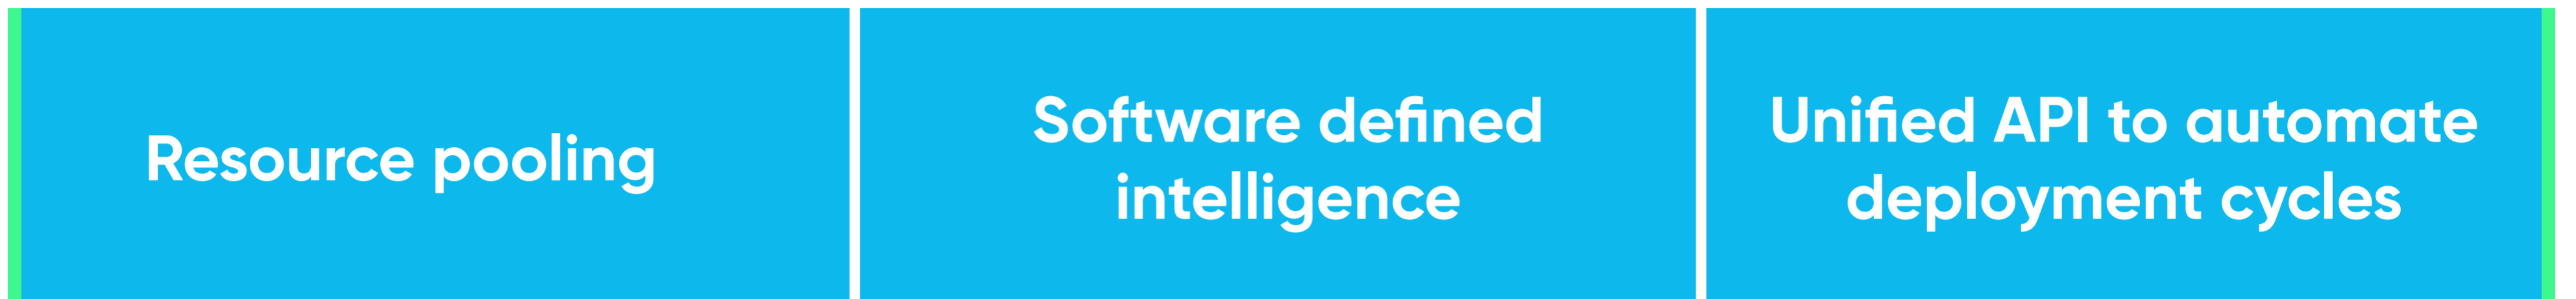 Resource pooling
Software defined
intelligence
Unified API to automate
deployment cycles